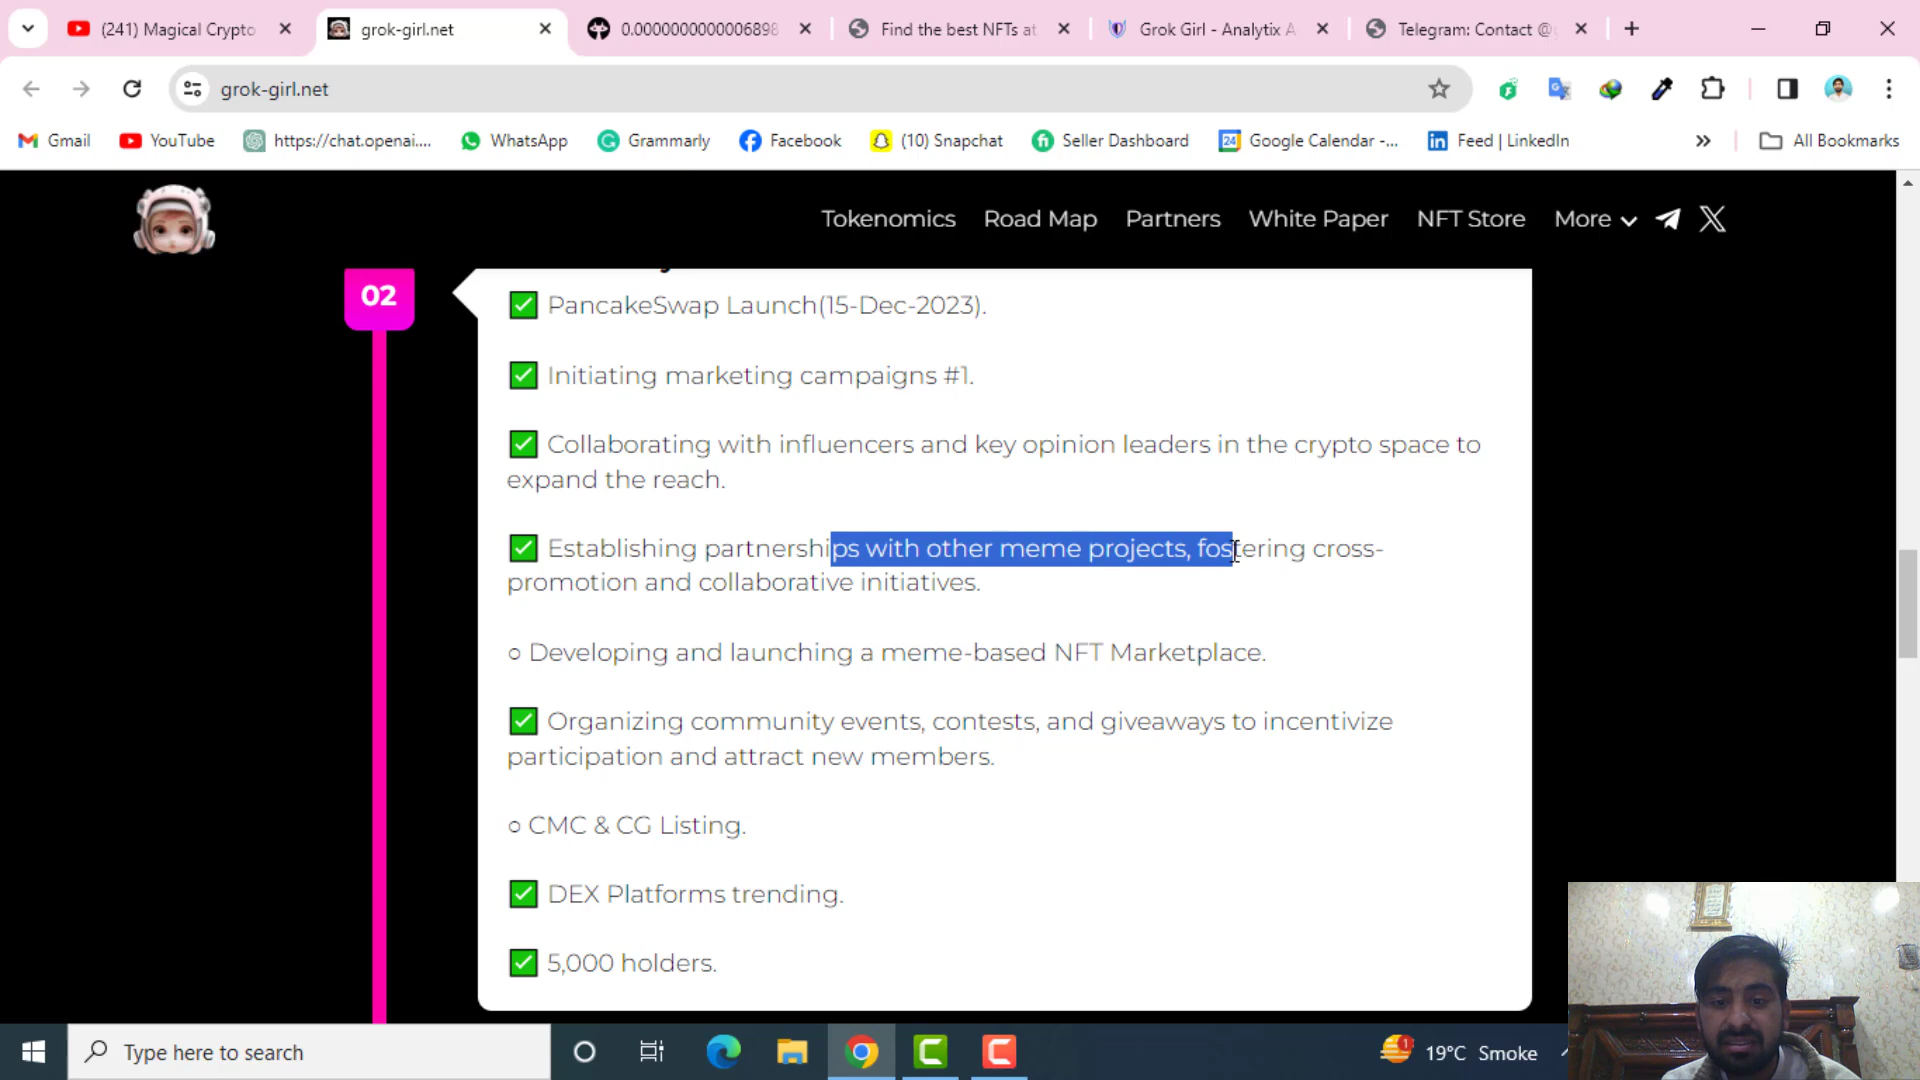 (241) Magical Crypto
grok-girl.net
0.0000000000006898
Find the best NFTs at
Grok Girl - Analytix A
Telegram: Contact @
grok-girl.net
Gmail
YouTube
https://chat.openai....
WhatsApp
Grammarly
Facebook
(10) Snapchat
Seller Dashboard
Google Calendar -...
Feed | LinkedIn
All Bookmarks
Tokenomics
Road Map
Partners
White Paper
NFT Store
More
02
PancakeSwap Launch(15-Dec-2023).
Initiating marketing campaigns #1.
Collaborating with influencers and key opinion leaders in the crypto space to
expand the reach.
Establishing partnerships with other meme projects, fostering cross-
promotion and collaborative initiatives.
○ Developing and launching a meme-based NFT Marketplace.
Organizing community events, contests, and giveaways to incentivize
participation and attract new members.
○ CMC & CG Listing.
DEX Platforms trending.
5,000 holders.
Type here to search
1
19°C Smoke